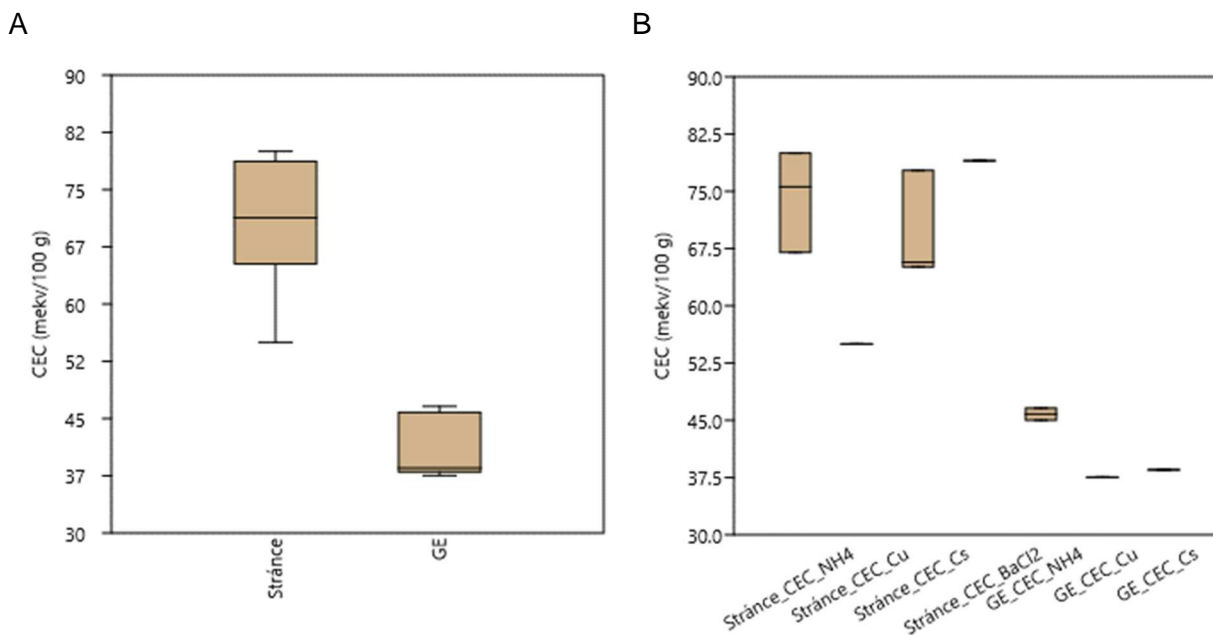 A
B
CEC (mekv/100 g)
90
82
75
67
60
52
45
37
30
Stránce
GE
CEC (mekv/100 g)
90.0
82.5
75.0
67.5
60.0
52.5
45.0
37.5
30.0
Stránce_CEC_NH4
Stránce_CEC_Cu
Stránce_CEC_Cs
Stránce_CEC_BaCl2
GE_CEC_NH4
GE_CEC_Cu
GE_CEC_Cs